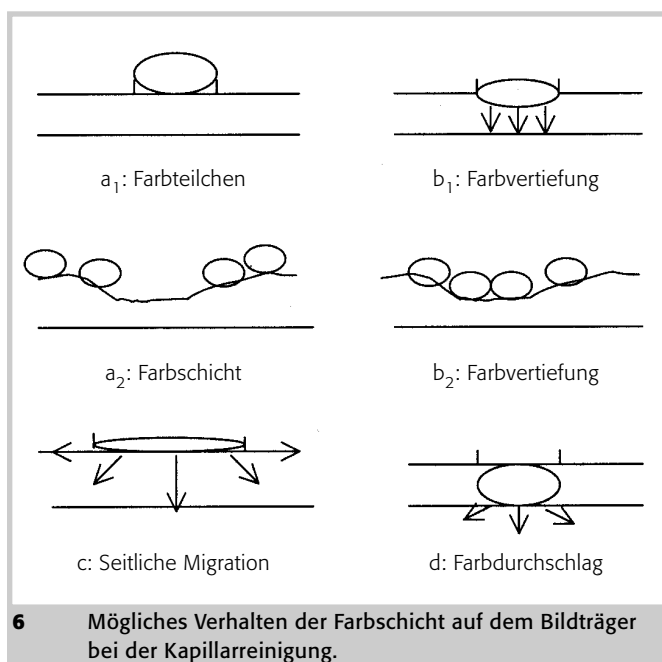 a₁: Farbteilchen
b₁: Farbvertiefung
a₂: Farbschicht
b₂: Farbvertiefung
c: Seitliche Migration
d: Farbdurchschlag
6 Mögliches Verhalten der Farbschicht auf dem Bildträger
bei der Kapillarreinigung.